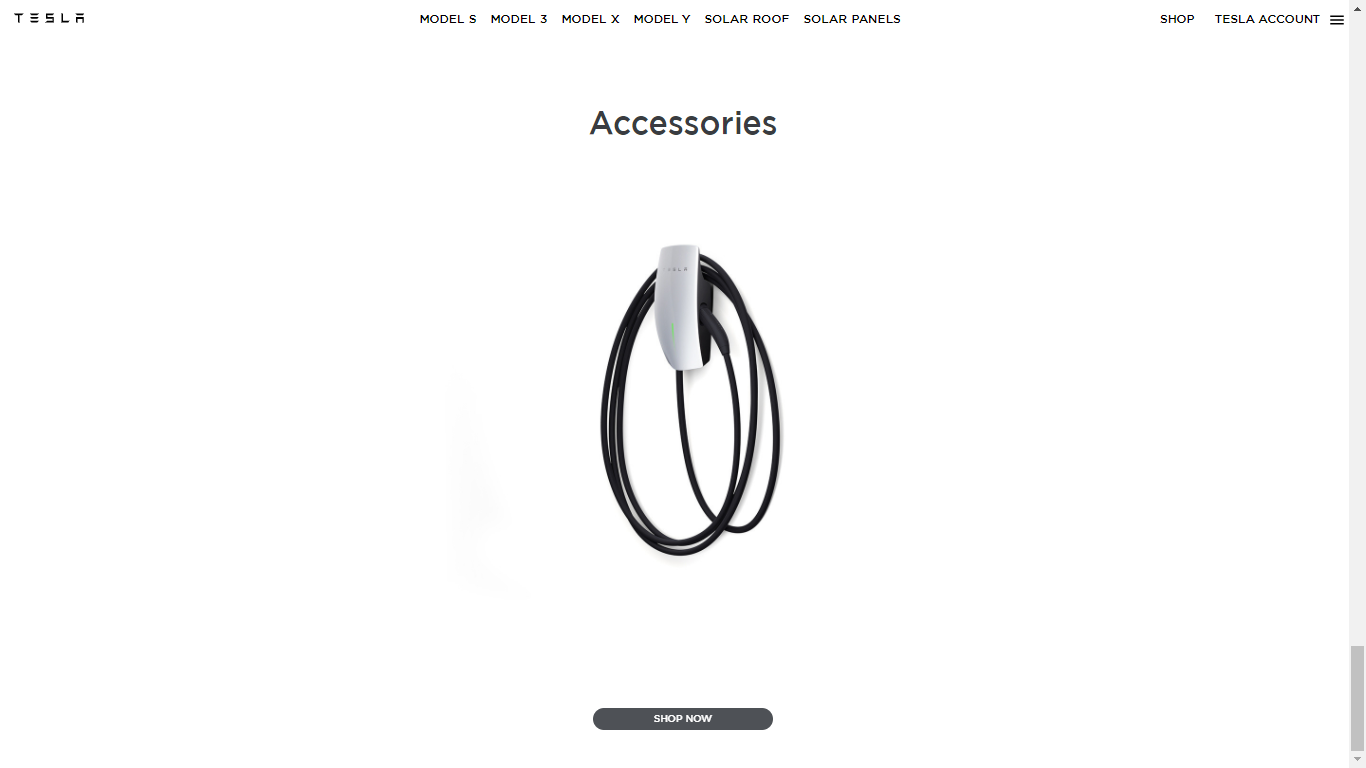 TESLA MODEL S MODEL 3 MODEL X MODEL Y SOLAR ROOF SOLAR PANELS SHOP TESLA ACCOUNT
Accessories
TESLA
SHOP NOW